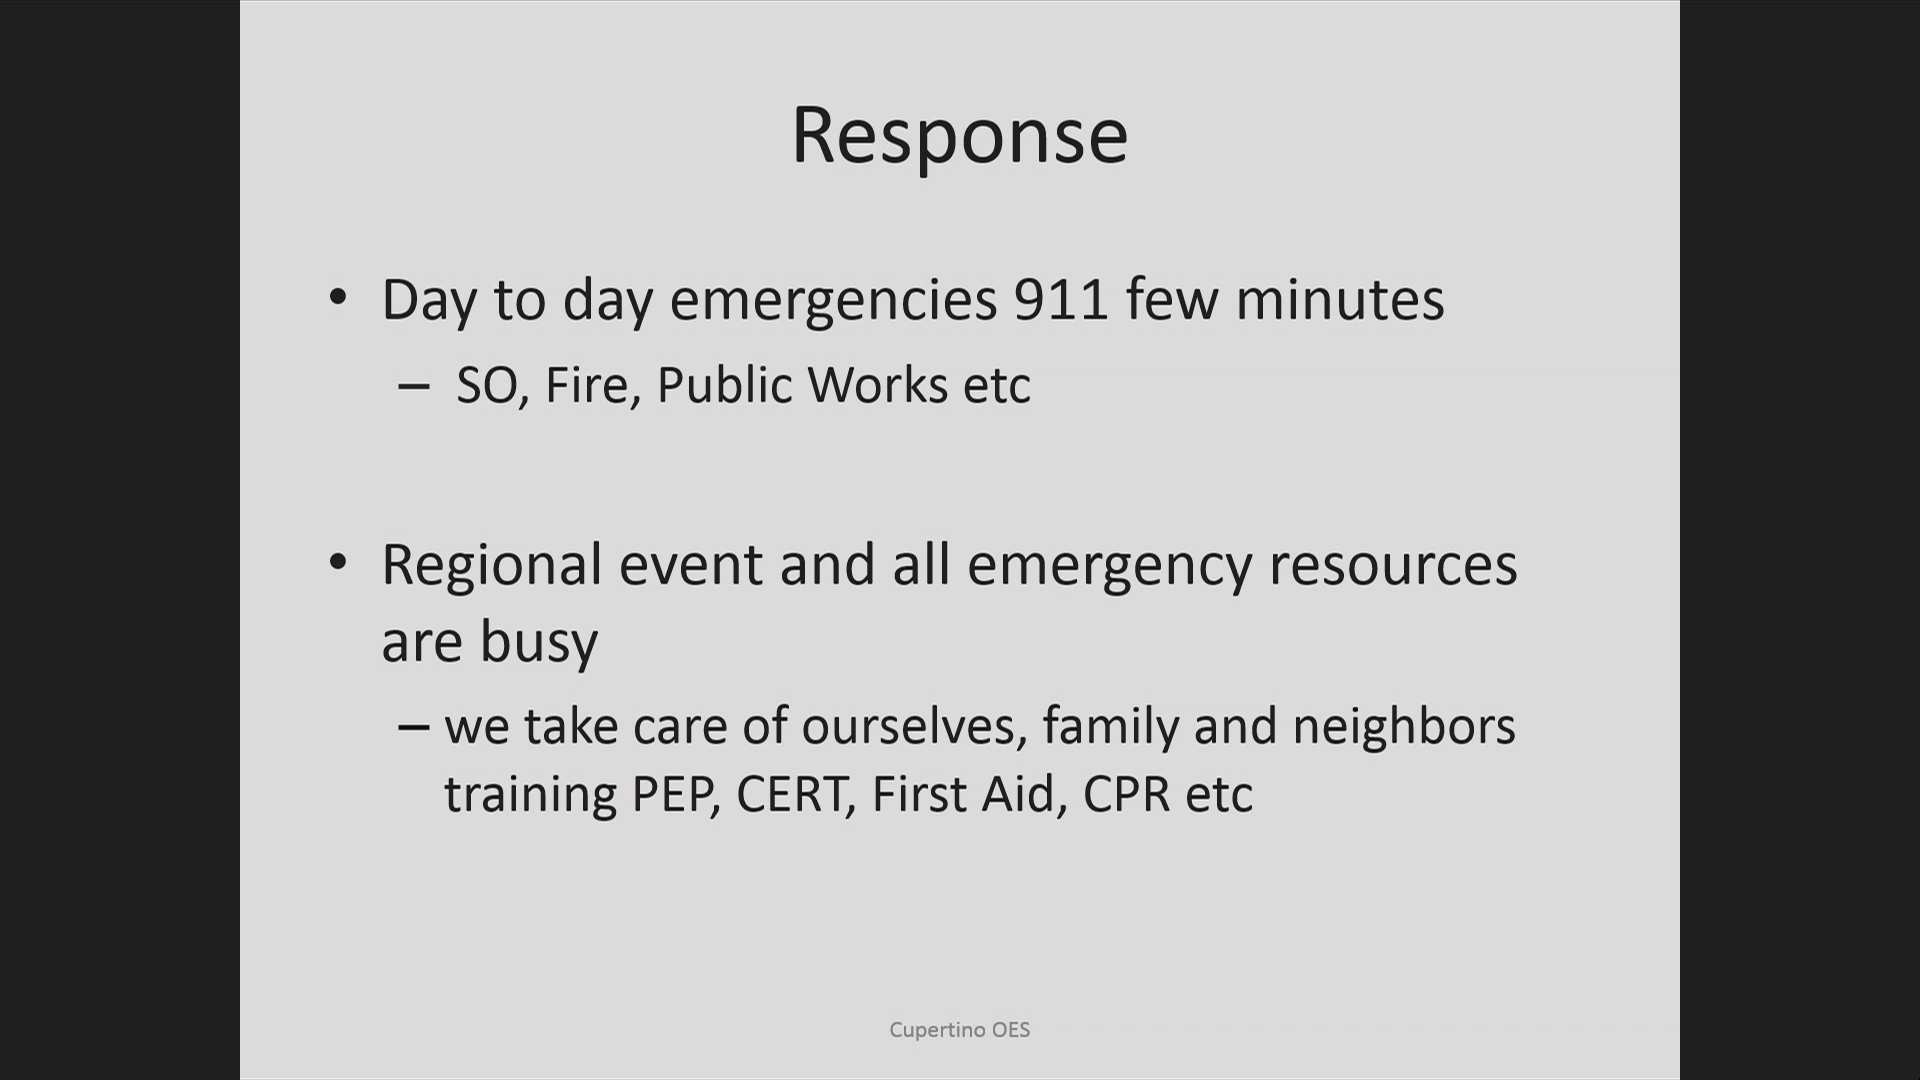 Response
• Day to day emergencies 911 few minutes
– SO, Fire, Public Works etc
• Regional event and all emergency resources
are busy
– we take care of ourselves, family and neighbors
training PEP, CERT, First Aid, CPR etc
Cupertino OES